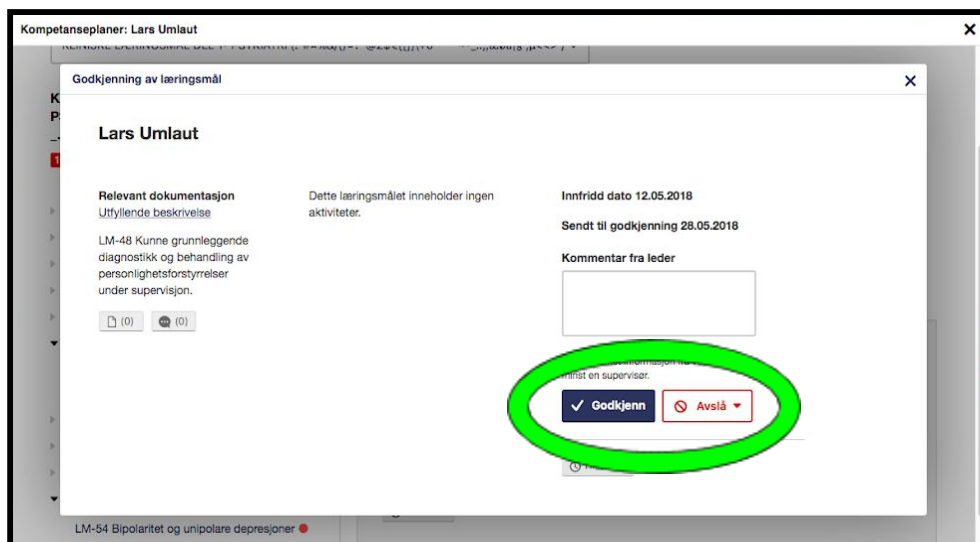 Kompetanseplaner: Lars Umlaut
Godkjenning av læringsmål
Lars Umlaut
Relevant dokumentasjon
Utfyllende beskrivelse
LM-48 Kunne grunnleggende
diagnostikk og behandling av
personlighetsforstyrrelser
under supervisjon.
(0) (0)
Dette læringsmålet inneholder ingen
aktiviteter.
Innfridd dato 12.05.2018
Sendt til godkjenning 28.05.2018
Kommentar fra leder
minst en supervisør.
Godkjenn Avslå
LM-54 Bipolaritet og unipolare depresjoner